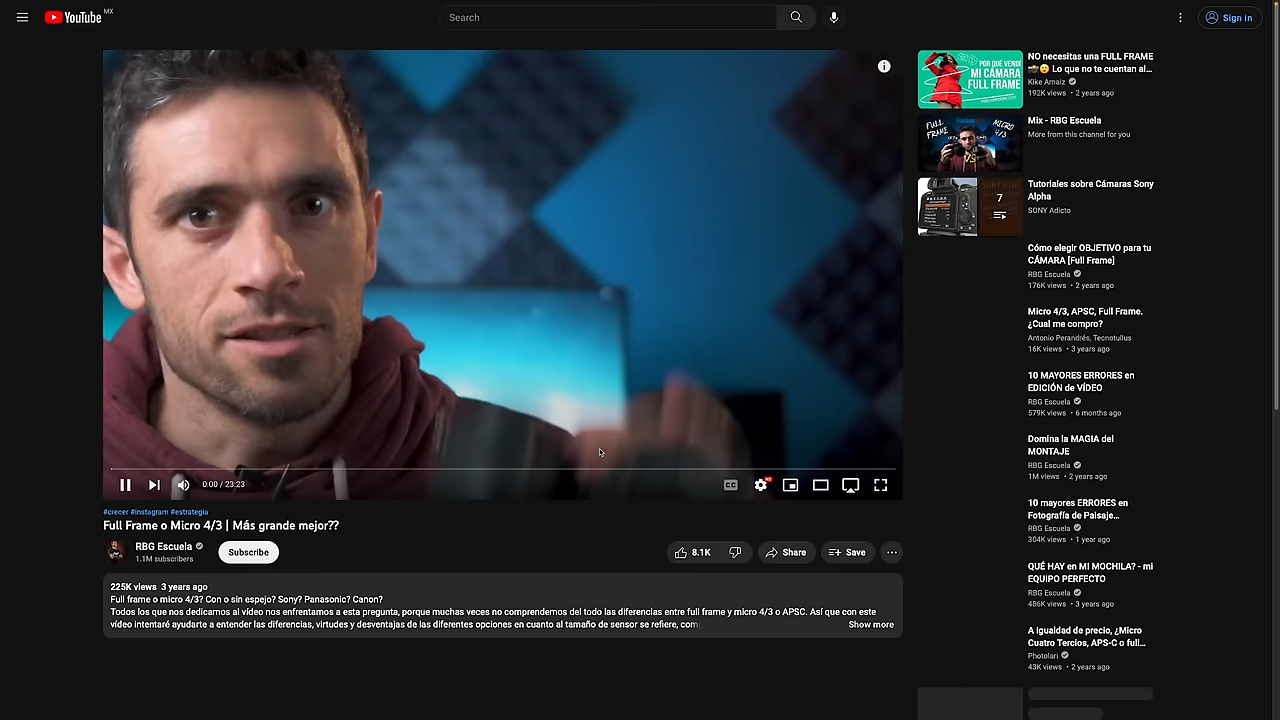 YouTube MX
Search
Sign in
0:00 / 23:23
CC
HD
#crecer #instagram #estrategia
Full Frame o Micro 4/3 | Más grande mejor??
RBG Escuela
1.1M subscribers
Subscribe
8.1K
Share
Save
225K views 3 years ago
Full frame o micro 4/3? Con o sin espejo? Sony? Panasonic? Canon?
Todos los que nos dedicamos al vídeo nos enfrentamos a esta pregunta, porque muchas veces no comprendemos del todo las diferencias entre full frame y micro 4/3 o APSC. Así que con este
vídeo intentaré ayudarte a entender las diferencias, virtudes y desventajas de las diferentes opciones en cuanto al tamaño de sensor se refiere, com
Show more
POR QUÉ VENDÍ
MI CÁMARA
FULL FRAME
NO necesitas una FULL FRAME
Lo que no te cuentan al...
Kike Arnaiz
192K views • 2 years ago
FULL
FRAME
MICRO
4/3
VS
Mix - RBG Escuela
More from this channel for you
7
Tutoriales sobre Cámaras Sony
Alpha
SONY Adicto
Cómo elegir OBJETIVO para tu
CÁMARA [Full Frame]
RBG Escuela
176K views • 2 years ago
Micro 4/3, APSC, Full Frame.
¿Cual me compro?
Antonio Perandrés, Tecnotullus
16K views • 3 years ago
10 MAYORES ERRORES en
EDICIÓN de VÍDEO
RBG Escuela
579K views • 6 months ago
Domina la MAGIA del
MONTAJE
RBG Escuela
1M views • 2 years ago
10 mayores ERRORES en
Fotografía de Paisaje...
RBG Escuela
304K views • 1 year ago
QUÉ HAY en MI MOCHILA? - mi
EQUIPO PERFECTO
RBG Escuela
486K views • 3 years ago
A igualdad de precio, ¿Micro
Cuatro Tercios, APS-C o full...
Photolari
43K views • 2 years ago